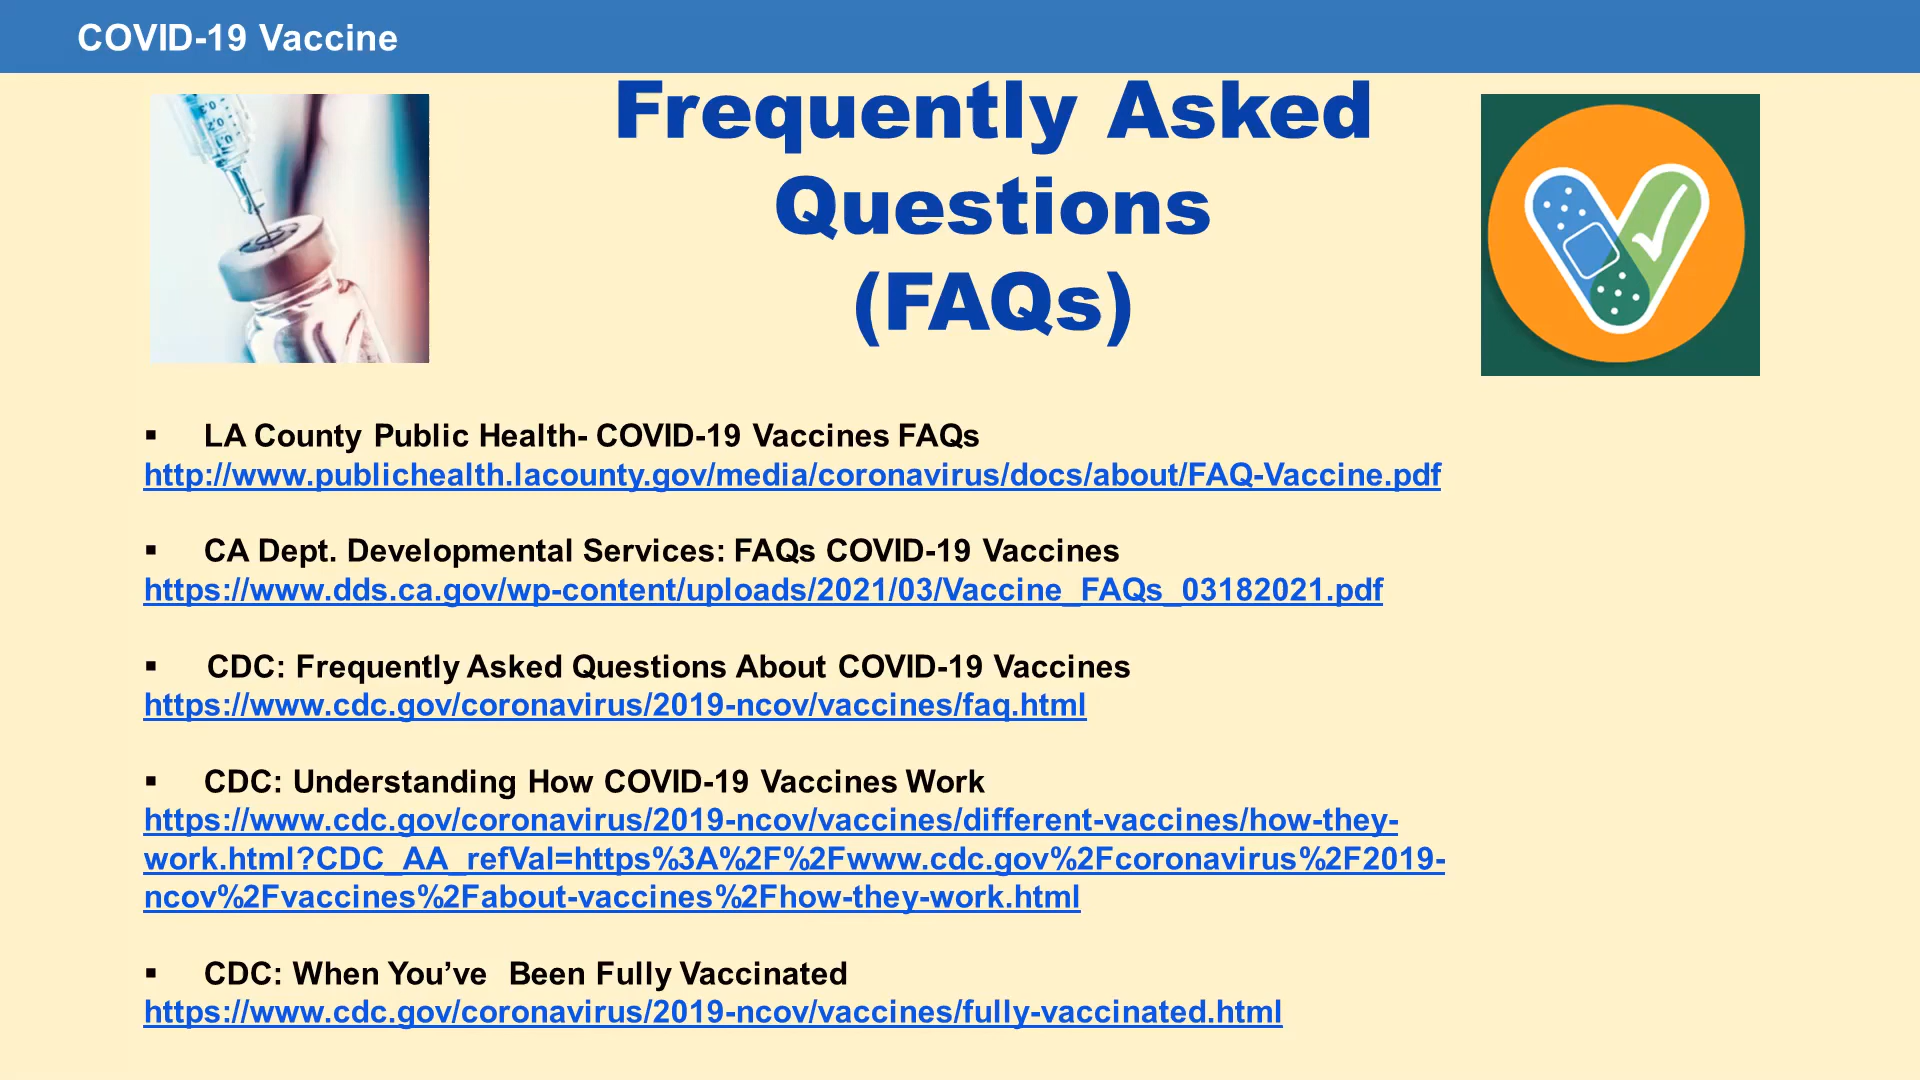 COVID-19 Vaccine
Frequently Asked
Questions
(FAQs)
▪ LA County Public Health- COVID-19 Vaccines FAQs
http://www.publichealth.lacounty.gov/media/coronavirus/docs/about/FAQ-Vaccine.pdf
▪ CA Dept. Developmental Services: FAQs COVID-19 Vaccines
https://www.dds.ca.gov/wp-content/uploads/2021/03/Vaccine_FAQs_03182021.pdf
▪ CDC: Frequently Asked Questions About COVID-19 Vaccines
https://www.cdc.gov/coronavirus/2019-ncov/vaccines/faq.html
▪ CDC: Understanding How COVID-19 Vaccines Work
https://www.cdc.gov/coronavirus/2019-ncov/vaccines/different-vaccines/how-they-
work.html?CDC_AA_refVal=https%3A%2F%2Fwww.cdc.gov%2Fcoronavirus%2F2019-
ncov%2Fvaccines%2Fabout-vaccines%2Fhow-they-work.html
▪ CDC: When You’ve Been Fully Vaccinated
https://www.cdc.gov/coronavirus/2019-ncov/vaccines/fully-vaccinated.html